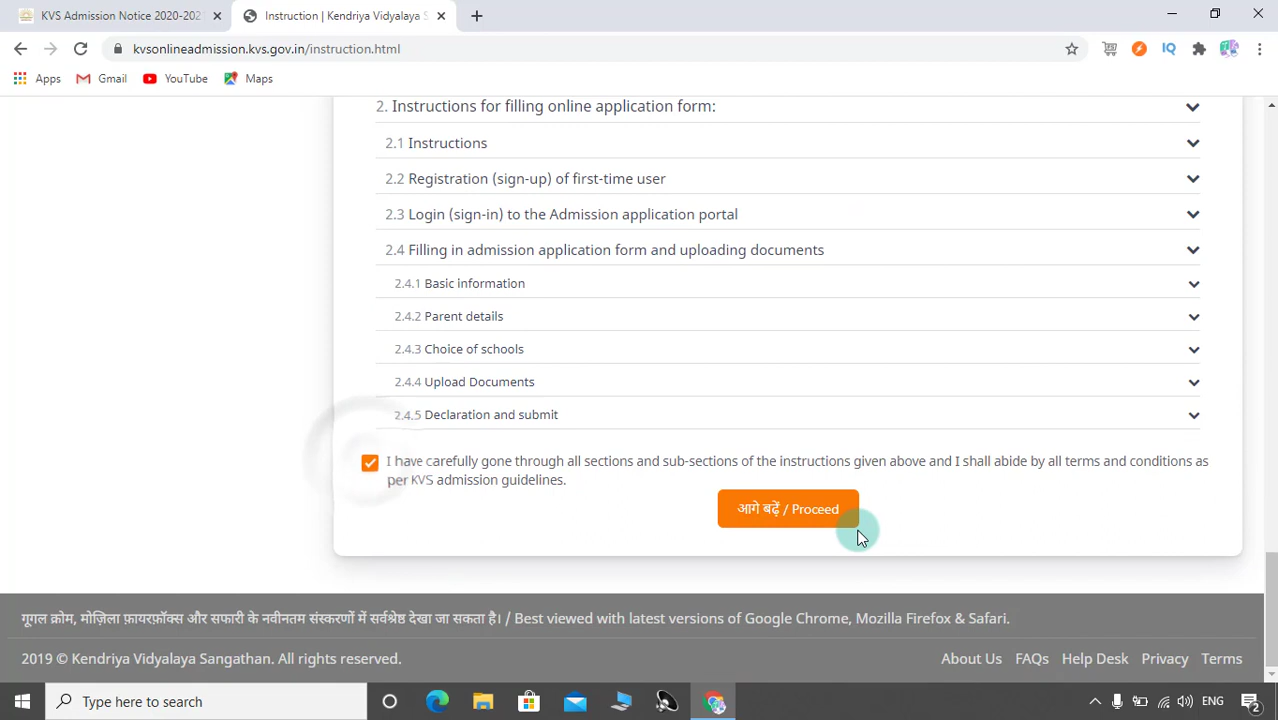 KVS Admission Notice 2020-202
Instruction | Kendriya Vidyalaya S
kvsonlineadmission.kvs.gov.in/instruction.html
IQ
Apps Gmail YouTube Maps
2. Instructions for filling online application form:
2.1 Instructions
2.2 Registration (sign-up) of first-time user
2.3 Login (sign-in) to the Admission application portal
2.4 Filling in admission application form and uploading documents
2.4.1 Basic information
2.4.2 Parent details
2.4.3 Choice of schools
2.4.4 Upload Documents
2.4.5 Declaration and submit
I have carefully gone through all sections and sub-sections of the instructions given above and I shall abide by all terms and conditions as
per KVS admission guidelines.
आगे बढ़ें / Proceed
गूगल क्रोम, मोज़िला फ़ायरफ़ॉक्स और सफारी के नवीनतम संस्करणों में सर्वश्रेष्ठ देखा जा सकता है। / Best viewed with latest versions of Google Chrome, Mozilla Firefox & Safari.
2019 © Kendriya Vidyalaya Sangathan. All rights reserved. About Us FAQs Help Desk Privacy Terms
Type here to search ENG 2